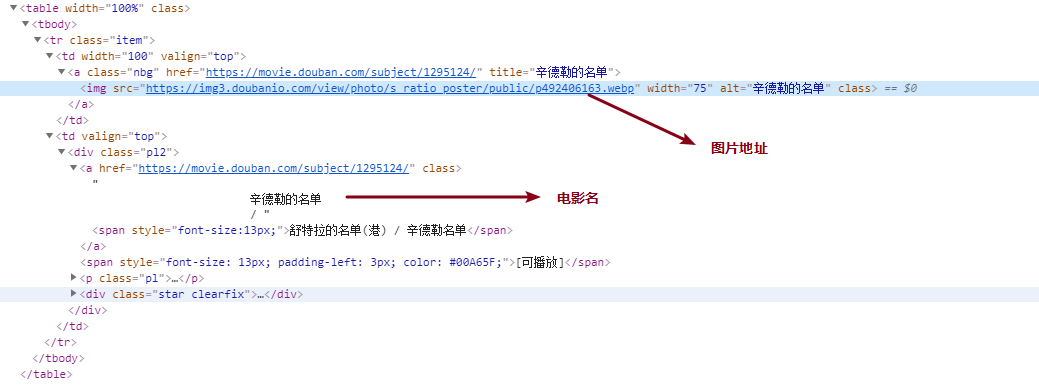 ▼<table width="100%" class>
▼<tbody>
▼<tr class="item">
▼<td width="100" valign="top">
▼<a class="nbg" href="https://movie.douban.com/subject/1295124/" title="辛德勒的名单">
<img src="https://img3.doubanio.com/view/photo/s_ratio_poster/public/p492406163.webp" width="75" alt="辛德勒的名单" class> == $0
</a>
图片地址
</td>
▼<td valign="top">
▼<div class="pl2">
▼<a href="https://movie.douban.com/subject/1295124/" class>
"
辛德勒的名单
电影名
/ "
<span style="font-size:13px;">舒特拉的名单(港) / 辛德勒名单</span>
</a>
<span style="font-size: 13px; padding-left: 3px; color: #00A65F;">[可播放]</span>
▶<p class="pl">…</p>
▶<div class="star clearfix">…</div>
</div>
</td>
</tr>
</tbody>
</table>